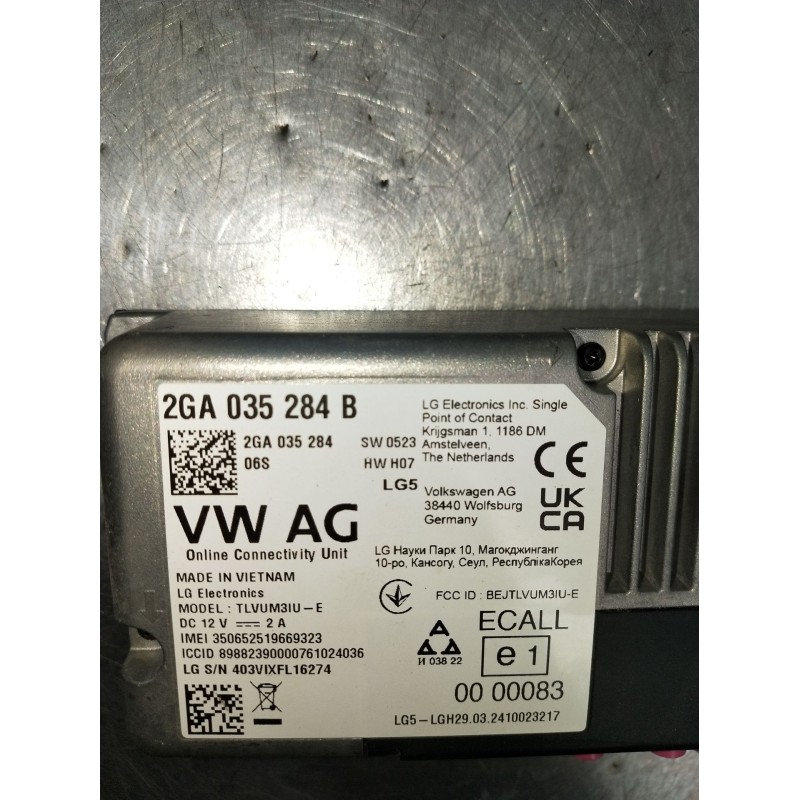 2GA 035 284 B
2GA 035 284
06S
SW 0523
HW H07
LG5
VW AG
Online Connectivity Unit
MADE IN VIETNAM
LG Electronics
MODEL : TLVUM3IU-E
DC 12 V 2 A
IMEI 350652519669323
ICCID 89882390000761024036
LG S/N 403VIXFL16274
LG Electronics Inc. Single
Point of Contact
Krijgsman 1, 1186 DM
Amstelveen,
The Netherlands
CE
UK
CA
Volkswagen AG
38440 Wolfsburg
Germany
LG Науки Парк 10, Магокджинганг
10-ро, Кансогу, Сеул, РеспублікаКорея
FCC ID : BEJTLVUM3IU-E
И 038 22
ECALL
e 1
00 00083
LG5-LGH29.03.2410023217